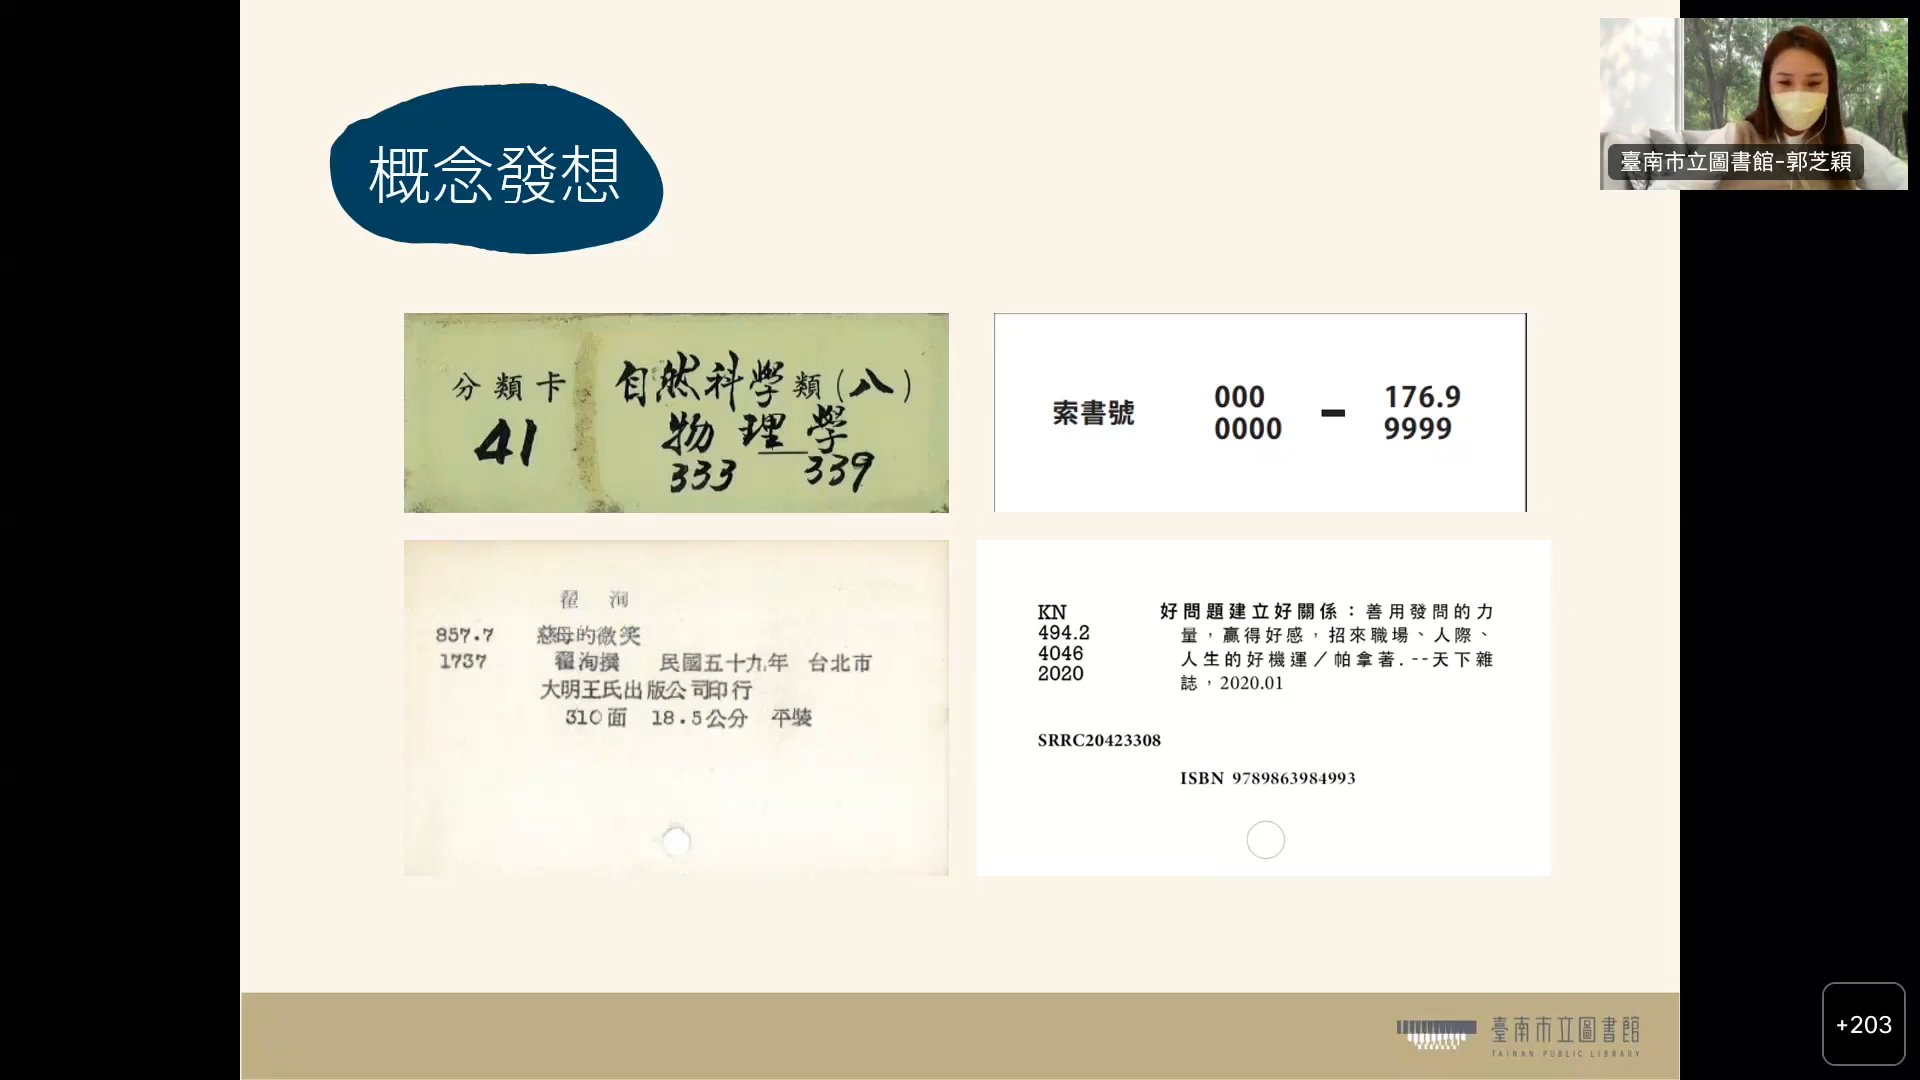 概念發想
分類卡
41
自然科學類(八)
物理學
333 — 339
索書號
000
0000
-
176.9
9999
翟 洵
857.7 慈母的微笑
1737 翟洵撰 民國五十九年 台北市
大明王氏出版公司印行
310面 18.5公分 平裝
KN
494.2
4046
2020
好問題建立好關係：善用發問的力
量，贏得好感，招來職場、人際、
人生的好機運／帕拿著.--天下雜
誌，2020.01
SRRC20423308
ISBN 9789863984993
臺南市立圖書館
TAINAN PUBLIC LIBRARY
臺南市立圖書館-郭芝穎
+203